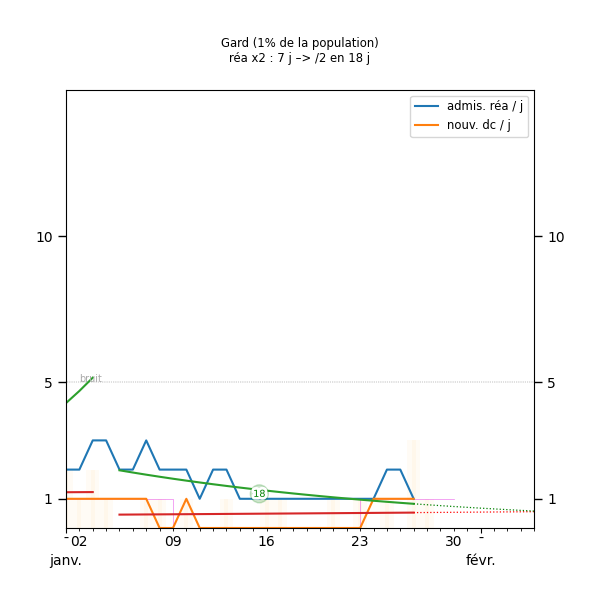 Gard (1% de la population)
réa x2 : 7 j –> /2 en 18 j
admis. réa / j
nouv. dc / j
10 10
bruit
5 5
18
1 1
02 09 16 23 30 -
janv. févr.